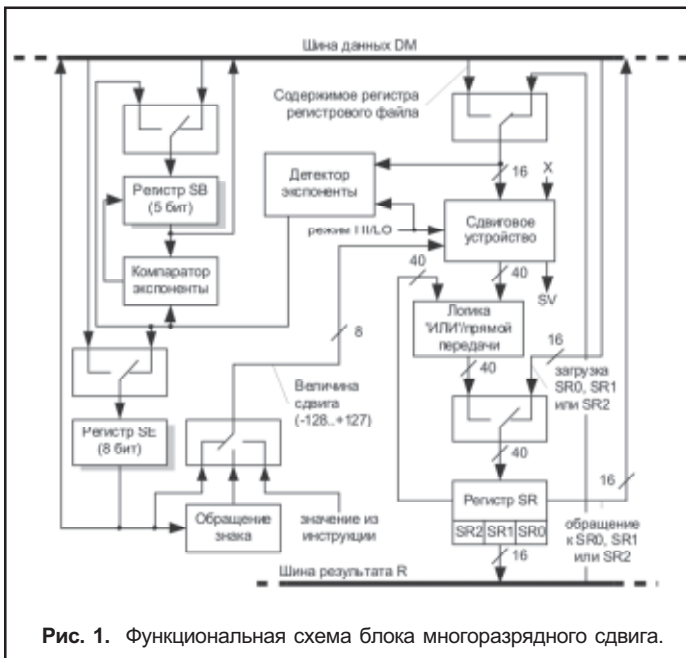 Шина данных DM
Содержимое регистра
регистрового файла
16
X
Детектор
экспоненты
Регистр SB
(5 бит)
режим HI/LO
Сдвиговое
устройство
40
40
SV
Компаратор
экспоненты
Логика
"ИЛИ"/прямой
передачи
16
8
загрузка
SR0, SR1
или SR2
40
Величина
сдвига
(-128..+127)
Регистр SE
(8 бит)
40
16
Регистр SR
SR2 SR1 SR0
Обращение
знака
значение из
инструкции
обращение
к SR0, SR1
или SR2
16
Шина результата R
Рис. 1. Функциональная схема блока многоразрядного сдвига.